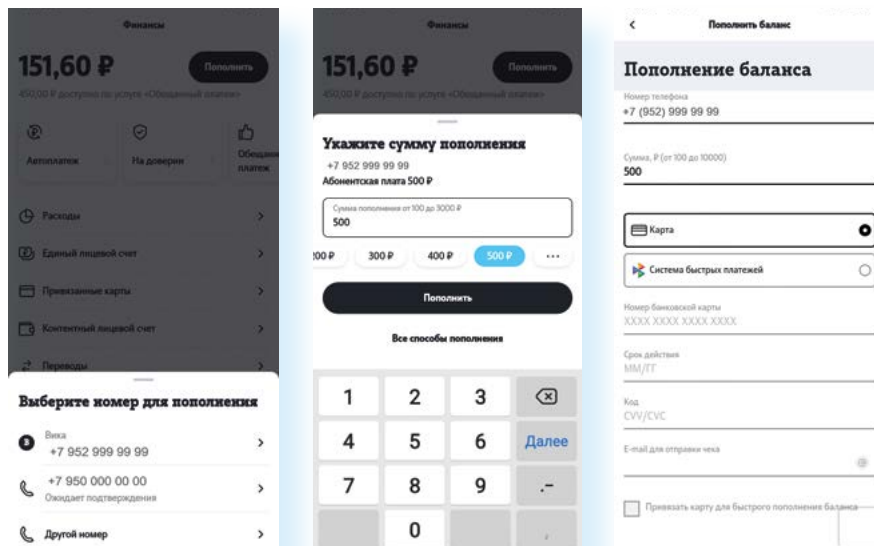 Финансы
151,60 ₽
Пополнить
450,00 ₽ доступно по услуге «Обещанный платеж»
Автоплатеж
На доверии
Обещанн
платеж
Расходы
Единый лицевой счет
Привязанные карты
Контентный лицевой счет
Переводы
Выберите номер для пополнения
Вика
+7 952 999 99 99
+7 950 000 00 00
Ожидает подтверждения
Другой номер
Финансы
151,60 ₽
Пополнить
450,00 ₽ доступно по услуге «Обещанный платеж»
Укажите сумму пополнения
+7 952 999 99 99
Абонентская плата 500 ₽
Сумма пополнения от 100 до 3000 ₽
500
200 ₽ 300 ₽ 400 ₽ 500 ₽ ...
Пополнить
Все способы пополнения
1 2 3
4 5 6 Далее
7 8 9 .-
0 ,
Пополнить баланс
Пополнение баланса
Номер телефона
+7 (952) 999 99 99
Сумма, ₽ (от 100 до 10000)
500
Карта
Система быстрых платежей
Номер банковской карты
XXXX XXXX XXXX XXXX
Срок действия
ММ/ГГ
Код
CVV/CVC
E-mail для отправки чека
@
Привязать карту для быстрого пополнения баланса